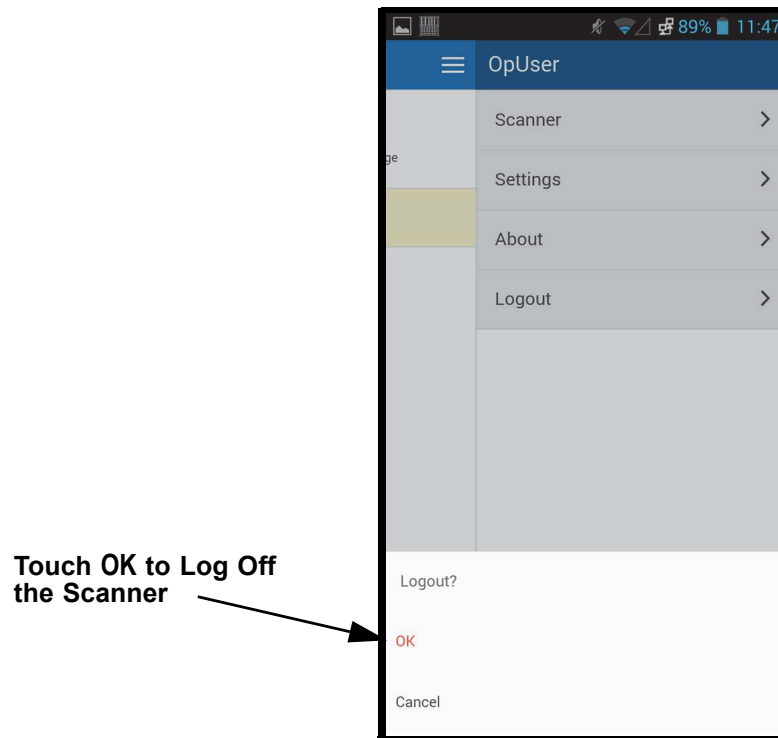 89% 11:47
OpUser
Scanner
ge
Settings
About
Logout
Touch OK to Log Off
the Scanner
Logout?
OK
Cancel